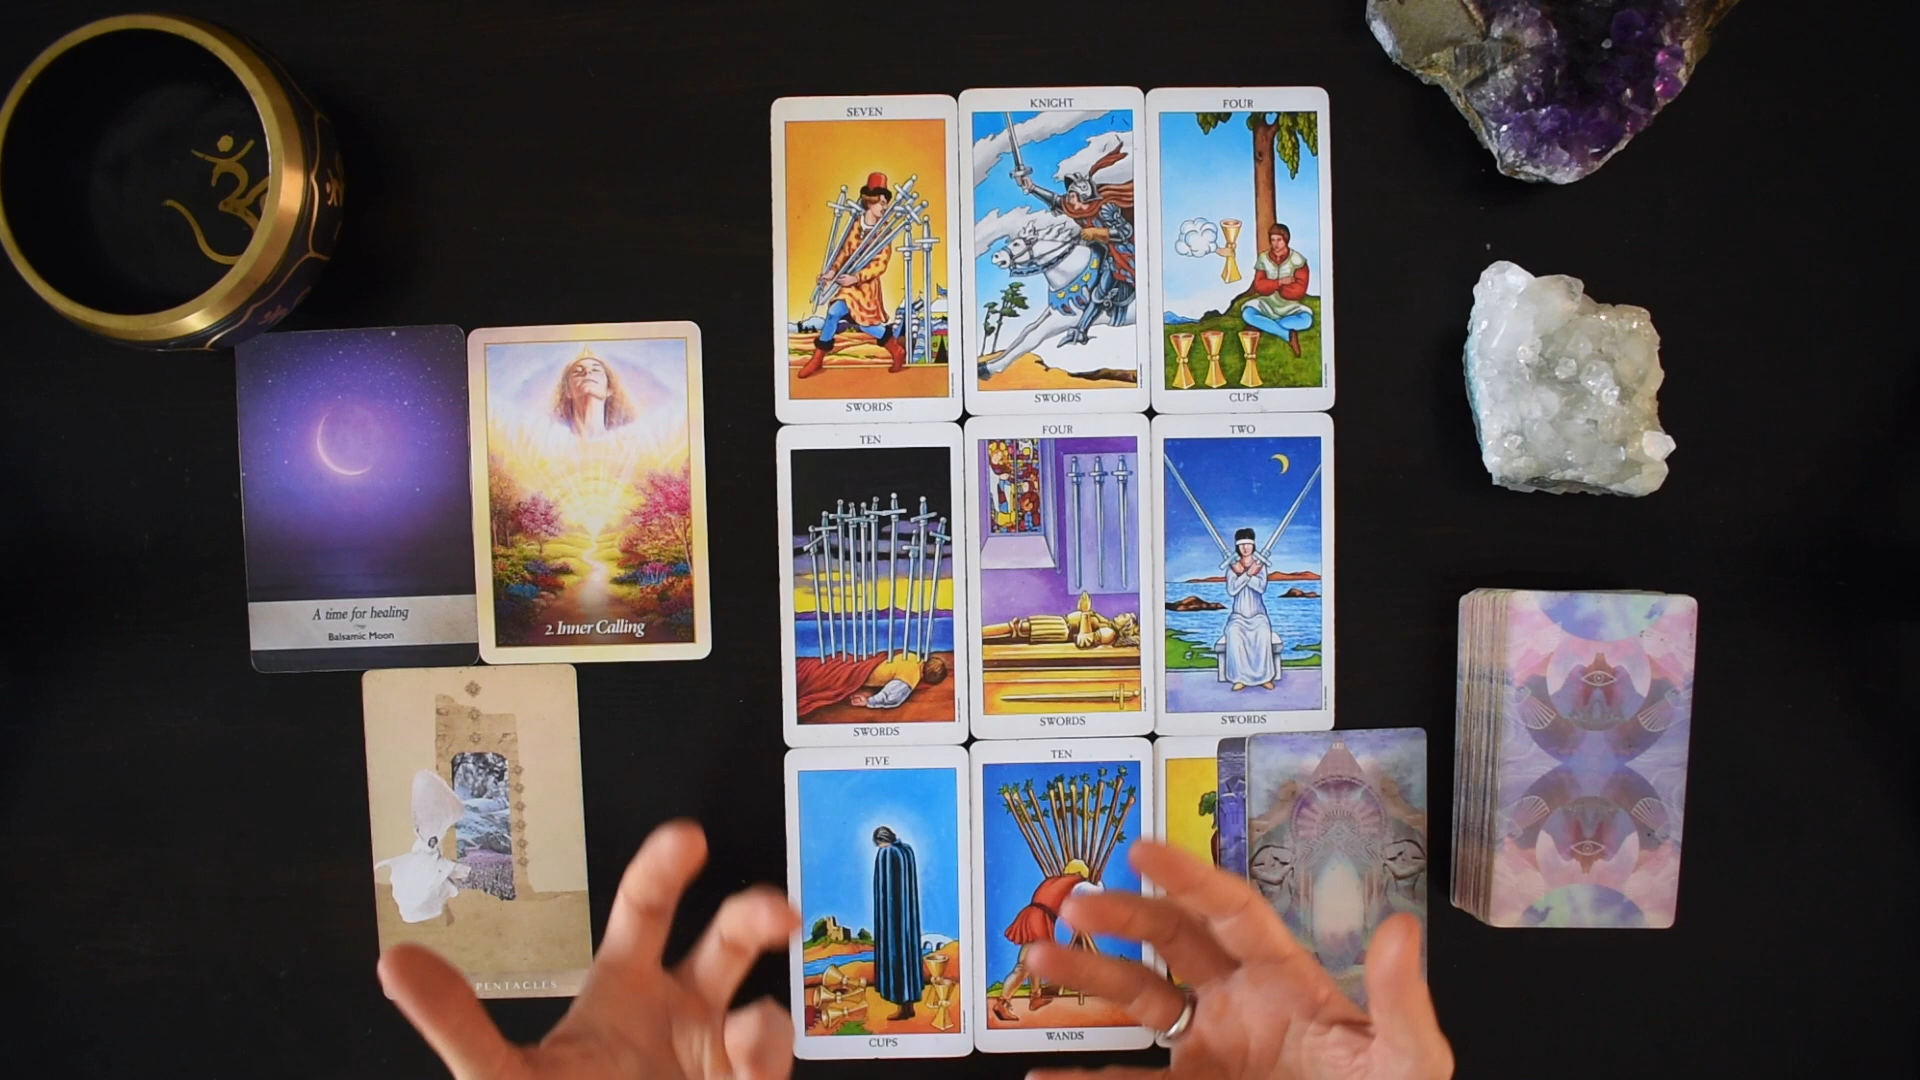 SEVEN
SWORDS
KNIGHT
SWORDS
FOUR
CUPS
TEN
SWORDS
FOUR
SWORDS
TWO
SWORDS
FIVE
CUPS
TEN
WANDS
A time for healing
Balsamic Moon
2. Inner Calling
PENTACLES
ॐ